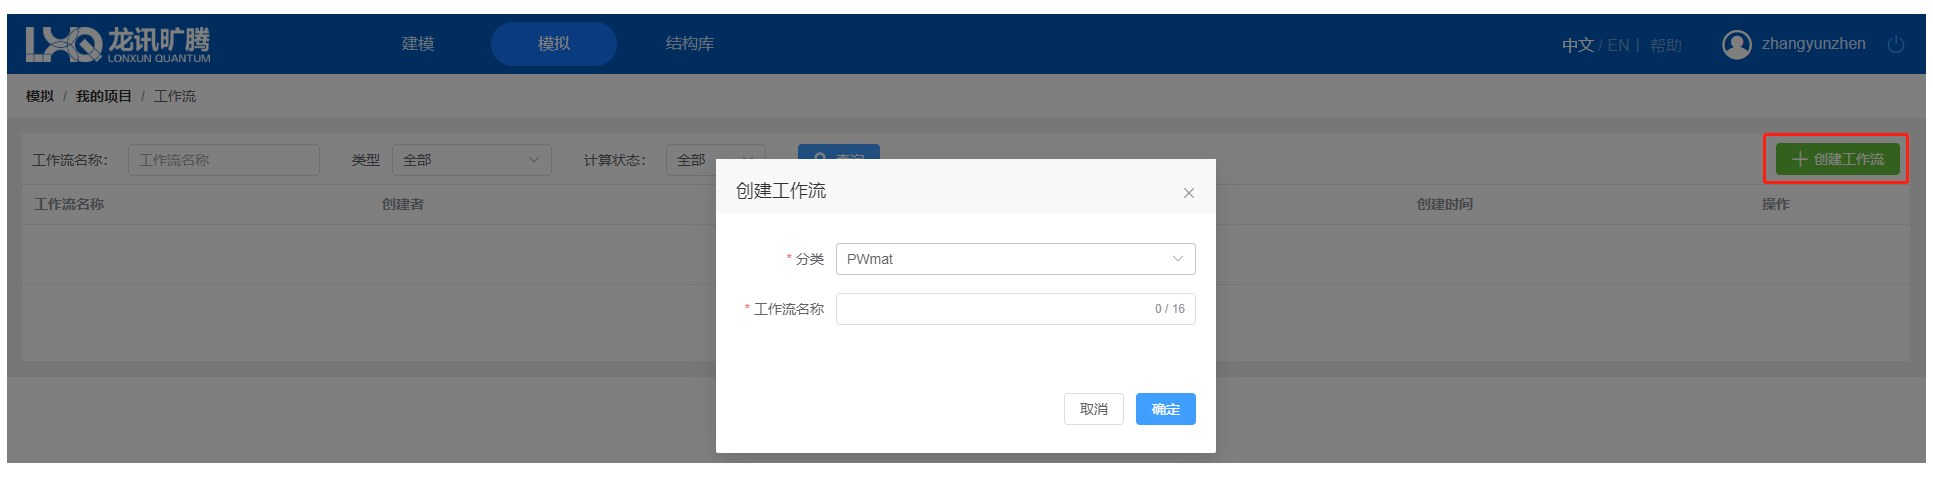 龙讯旷腾
LONXUN QUANTUM
建模
模拟
结构库
中文 / EN | 帮助
zhangyunzhen
模拟 / 我的项目 / 工作流
工作流名称：
工作流名称
类型
全部
计算状态：
全部
查询
创建工作流
工作流名称
创建者
创建时间
操作
创建工作流
* 分类
PWmat
* 工作流名称
0 / 16
取消
确定